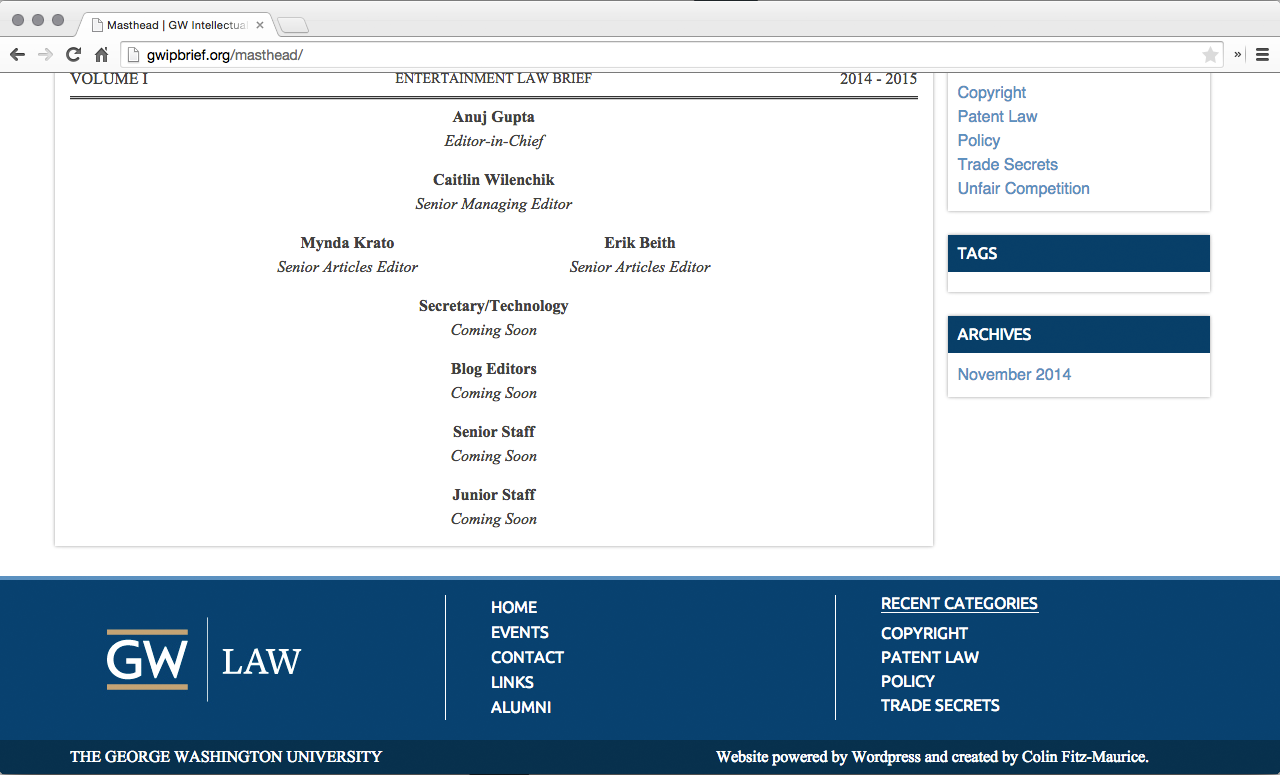 Masthead | GW Intellectual
gwipbrief.org/masthead/
VOLUME I ENTERTAINMENT LAW BRIEF 2014 - 2015
Anuj Gupta
Editor-in-Chief
Caitlin Wilenchik
Senior Managing Editor
Mynda Krato Erik Beith
Senior Articles Editor Senior Articles Editor
Secretary/Technology
Coming Soon
Blog Editors
Coming Soon
Senior Staff
Coming Soon
Junior Staff
Coming Soon
Copyright
Patent Law
Policy
Trade Secrets
Unfair Competition
TAGS
ARCHIVES
November 2014
GW LAW
HOME
EVENTS
CONTACT
LINKS
ALUMNI
RECENT CATEGORIES
COPYRIGHT
PATENT LAW
POLICY
TRADE SECRETS
THE GEORGE WASHINGTON UNIVERSITY
Website powered by Wordpress and created by Colin Fitz-Maurice.